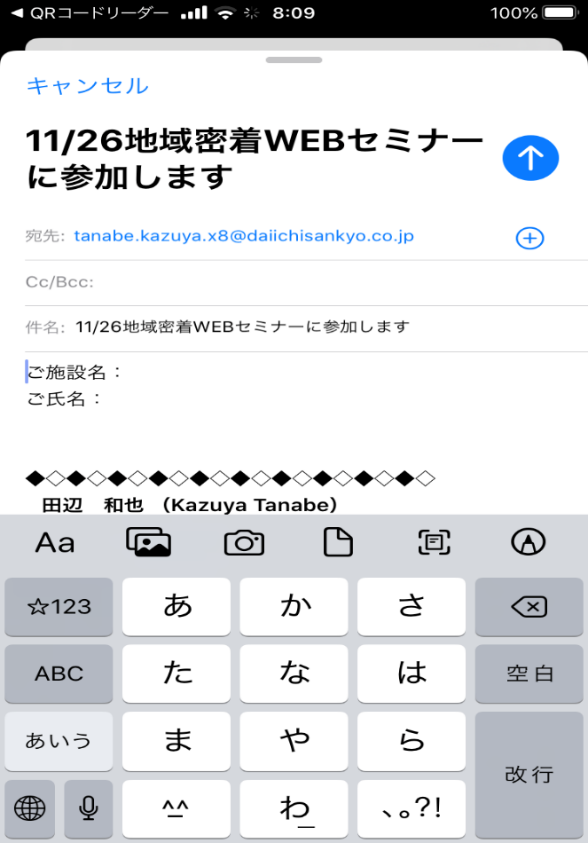 ◀ QRコードリーダー 8:09 100%
キャンセル
11/26地域密着WEBセミナー
に参加します
宛先: tanabe.kazuya.x8@daiichisankyo.co.jp
Cc/Bcc:
件名: 11/26地域密着WEBセミナーに参加します
ご施設名：
ご氏名：
◆◇◆◇◆◇◆◇◆◇◆◇◆◇◆◇◆◇◆◇
田辺 和也 （Kazuya Tanabe）
Aa
☆123 あ か さ
ABC た な は 空白
あいう ま や ら 改行
^^ わ 、。?!